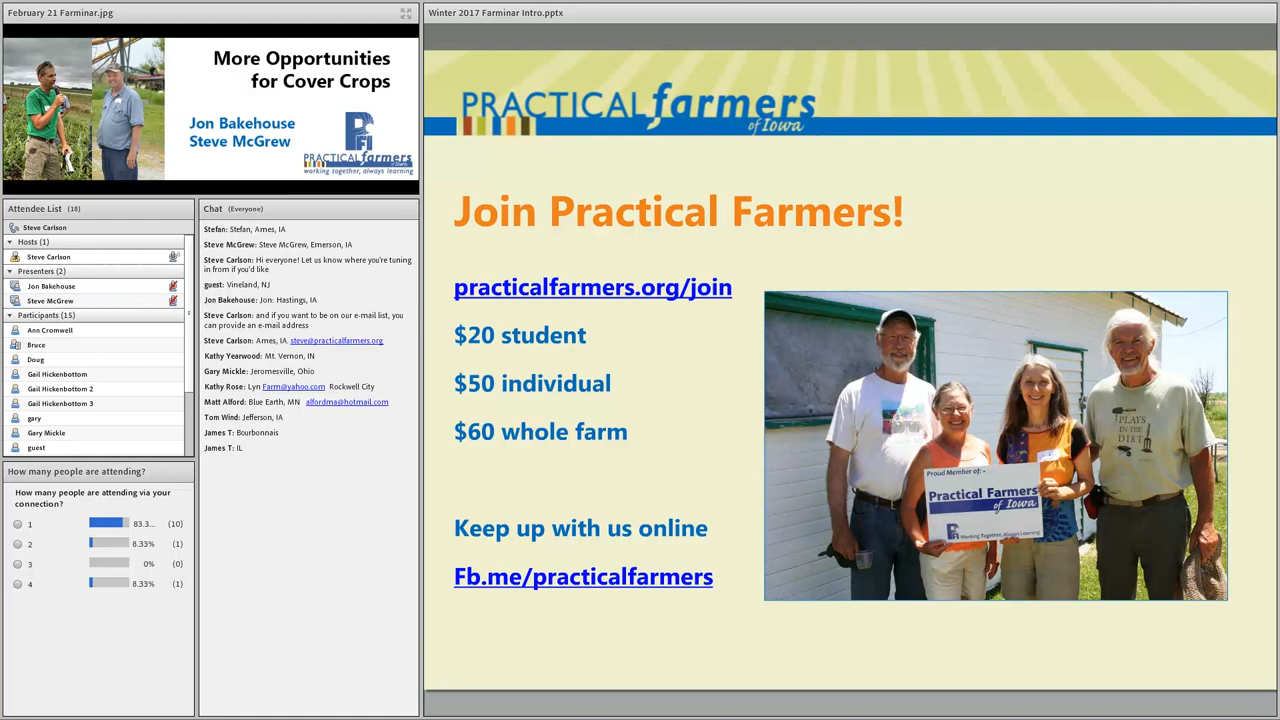 February 21 Farminar.jpg
More Opportunities
for Cover Crops
Jon Bakehouse
Steve McGrew
PFI
PRACTICAL farmers
of Iowa
working together, always learning
Attendee List (18)
Steve Carlson
Hosts (1)
Steve Carlson
Presenters (2)
Jon Bakehouse
Steve McGrew
Participants (15)
Ann Cromwell
Bruce
Doug
Gail Hickenbottom
Gail Hickenbottom 2
Gail Hickenbottom 3
gary
Gary Mickle
guest
Chat (Everyone)
Stefan: Stefan, Ames, IA
Steve McGrew: Steve McGrew, Emerson, IA
Steve Carlson: Hi everyone! Let us know where you're tuning
in from if you'd like
guest: Vineland, NJ
Jon Bakehouse: Jon: Hastings, IA
Steve Carlson: and if you want to be on our e-mail list, you
can provide an e-mail address
Steve Carlson: Ames, IA. steve@practicalfarmers.org
Kathy Yearwood: Mt. Vernon, IN
Gary Mickle: Jeromesville, Ohio
Kathy Rose: Lyn Farm@yahoo.com Rockwell City
Matt Alford: Blue Earth, MN alfordma@hotmail.com
Tom Wind: Jefferson, IA
James T: Bourbonnais
James T: IL
How many people are attending?
How many people are attending via your
connection?
1 83.3... (10)
2 8.33% (1)
3 0% (0)
4 8.33% (1)
Winter 2017 Farminar Intro.pptx
PRACTICAL farmers
of Iowa
Join Practical Farmers!
practicalfarmers.org/join
$20 student
$50 individual
$60 whole farm
Keep up with us online
Fb.me/practicalfarmers
PLAYS
IN THE
DIRT
Proud Member of:
Practical Farmers
of Iowa
PFI
Working Together, Always Learning